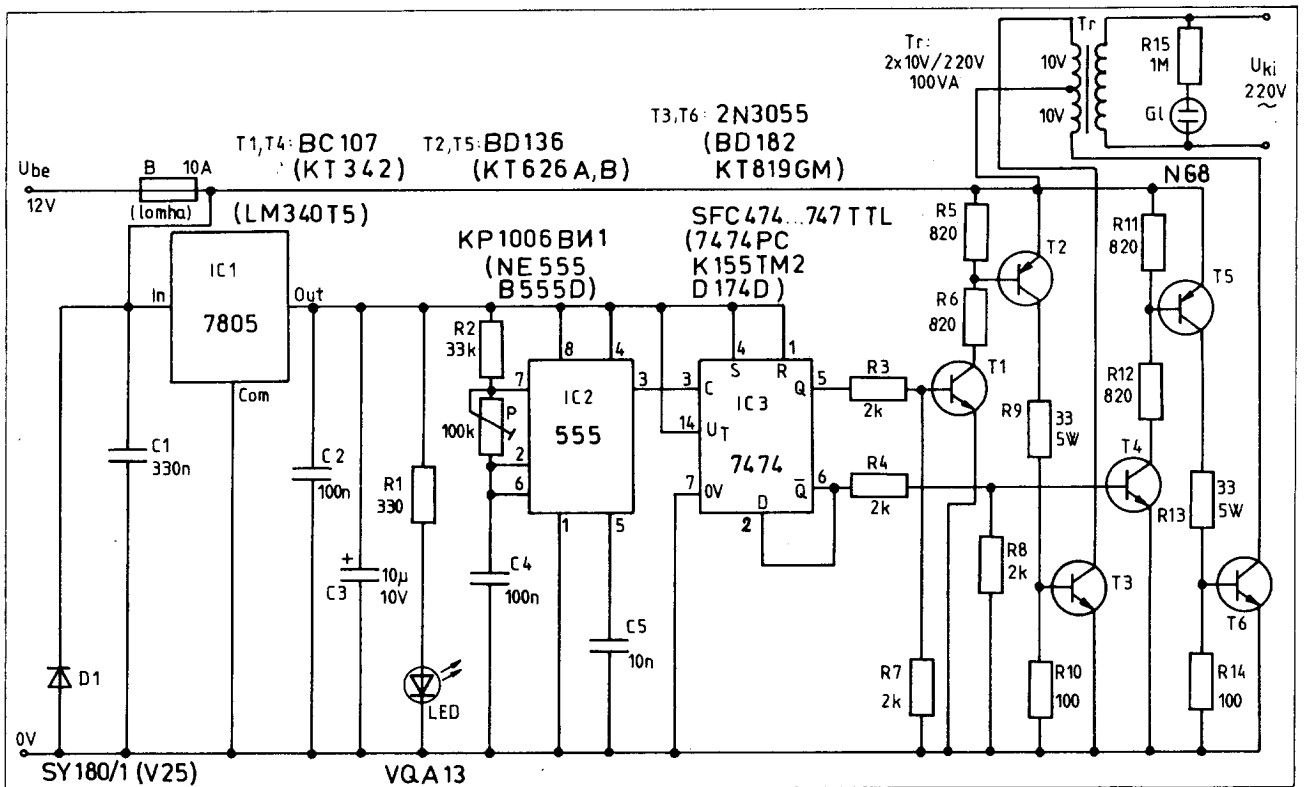 Tr:
2x10V/220V
100VA
Tr
10V
10V
R15
1M
Gl
Uki
220V
~
T1,T4: BC107
(KT342)
T2,T5: BD136
(KT626A,B)
T3,T6: 2N3055
(BD182
KT819GM)
N68
Ube
12V
B 10A
(lomha)
(LM340T5)
KP1006ВИ1
(NE555
B555D)
SFC474...747TTL
(7474PC
K155TM2
D174D)
IC1
7805
In
Out
Com
C1
330n
C2
100n
+
C3
10µ
10V
R1
330
LED
D1
R2
33k
P
100k
C4
100n
C5
10n
8
4
7
IC2
3
555
2
6
1
5
4
1
S
R
3
C
Q
5
IC3
14
UT
7474
7
0V
Q̅
6
D
2
R3
2k
R4
2k
R5
820
R6
820
T1
T2
R7
2k
R8
2k
R9
33
5W
R10
100
T3
R11
820
R12
820
T4
T5
R13
33
5W
T6
R14
100
0V
SY180/1 (V25)
VQA13